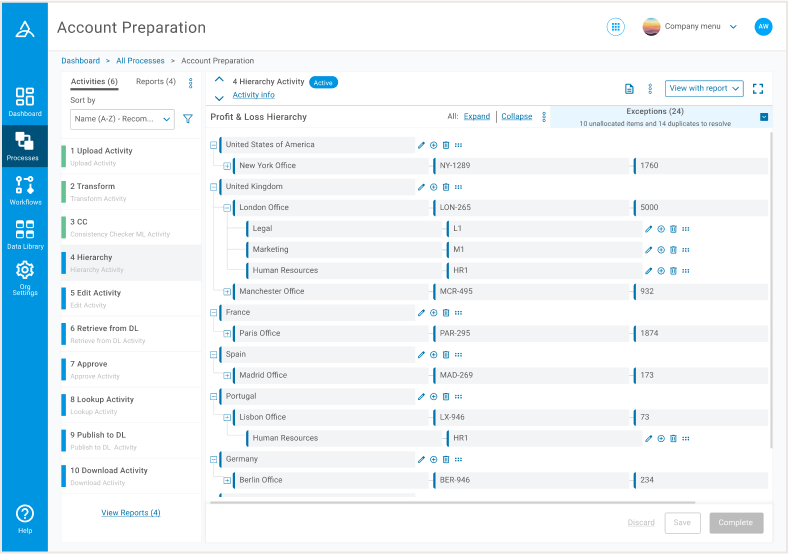 Account Preparation
Company menu
AW
Dashboard > All Processes > Account Preparation
Dashboard
Processes
Workflows
Data Library
Org
Settings
Help
Activities (6)
Reports (4)
Sort by
Name (A-Z) - Recom...
1 Upload Activity
Upload Activity
2 Transform
Transform Activity
3 CC
Consistency Checker ML Activity
4 Hierarchy
Hierarchy Activity
5 Edit Activity
Edit Activity
6 Retrieve from DL
Retrieve from DL Activity
7 Approve
Approve Activity
8 Lookup Activity
Lookup Activity
9 Publish to DL
Publish to DL Activity
10 Download Activity
Download Activity
View Reports (4)
4 Hierarchy Activity Active
Activity info
View with report
Profit & Loss Hierarchy
All: Expand | Collapse
Exceptions (24)
10 unallocated items and 14 duplicates to resolve
United States of America
New York Office NY-1289 1760
United Kingdom
London Office LON-265 5000
Legal L1
Marketing M1
Human Resources HR1
Manchester Office MCR-495 932
France
Paris Office PAR-295 1874
Spain
Madrid Office MAD-269 173
Portugal
Lisbon Office LX-946 73
Human Resources HR1
Germany
Berlin Office BER-946 234
Discard Save Complete